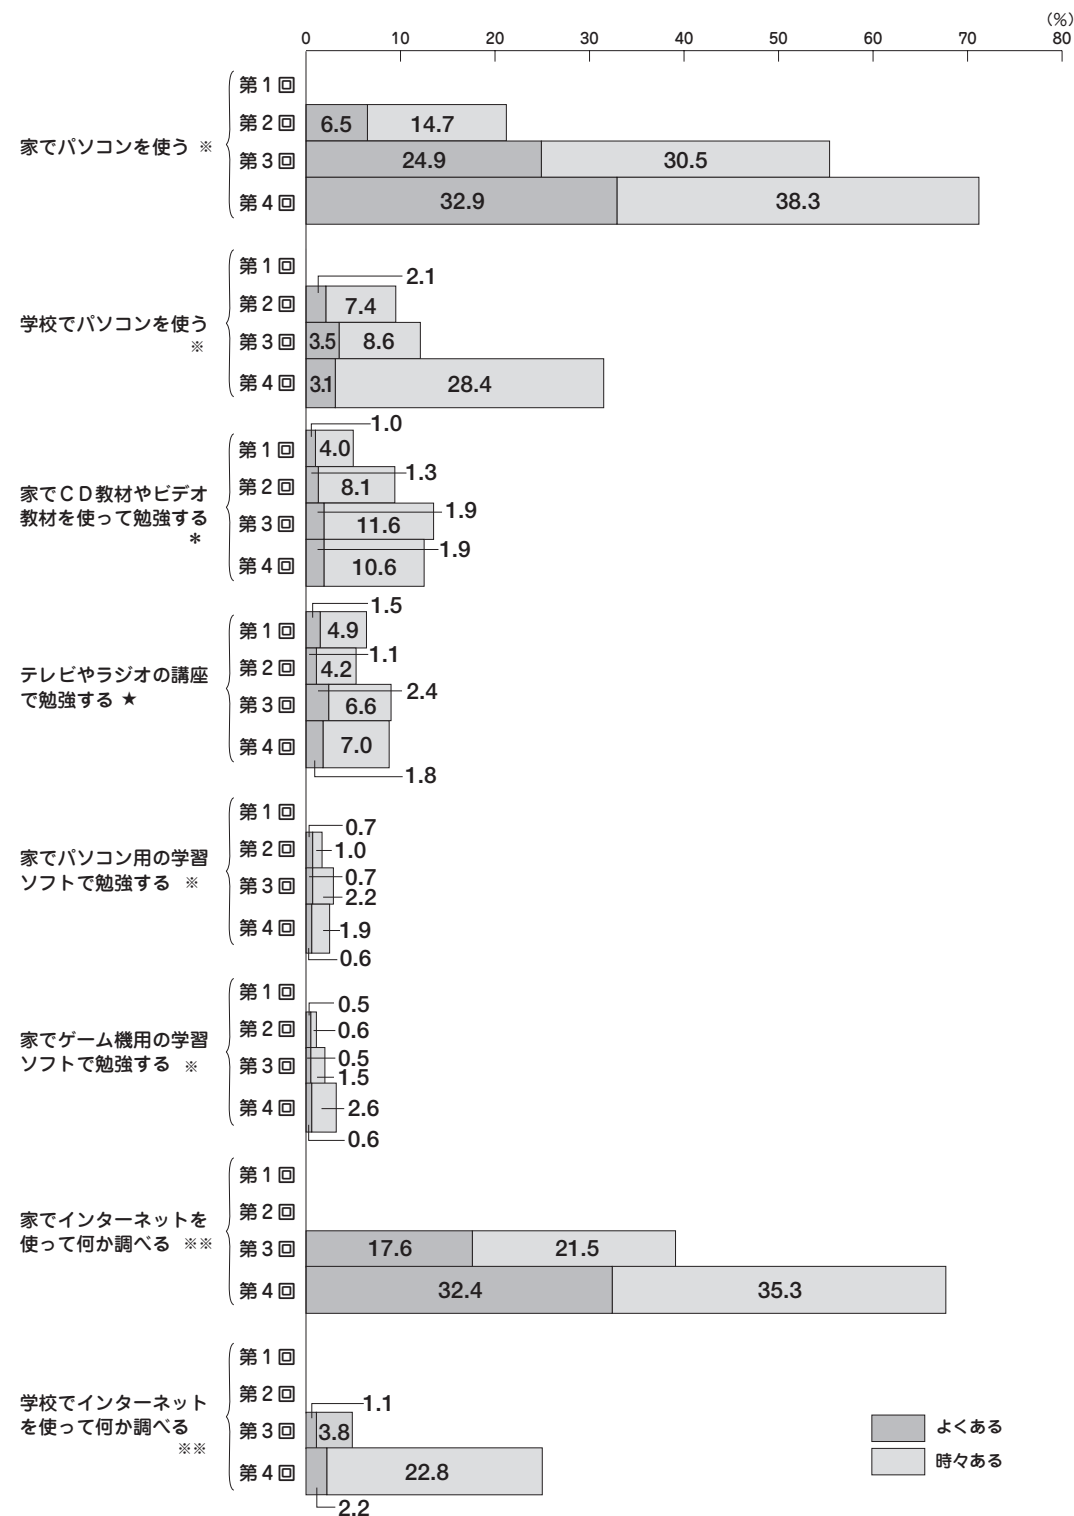 （%）
0 10 20 30 40 50 60 70 80
家でパソコンを使う ※
第1回
第2回 6.5 14.7
第3回 24.9 30.5
第4回 32.9 38.3
学校でパソコンを使う
※
第1回
2.1
第2回 7.4
第3回 3.5 8.6
第4回 3.1 28.4
家でＣＤ教材やビデオ
教材を使って勉強する
＊
1.0
第1回 4.0
1.3
第2回 8.1
1.9
第3回 11.6
1.9
第4回 10.6
テレビやラジオの講座
で勉強する ★
1.5
第1回 4.9
1.1
第2回 4.2
2.4
第3回 6.6
第4回 7.0
1.8
家でパソコン用の学習
ソフトで勉強する ※
第1回
0.7
第2回 1.0
0.7
第3回 2.2
第4回 1.9
0.6
家でゲーム機用の学習
ソフトで勉強する ※
第1回
0.5
第2回 0.6
0.5
第3回 1.5
第4回 2.6
0.6
家でインターネットを
使って何か調べる ※※
第1回
第2回
第3回 17.6 21.5
第4回 32.4 35.3
学校でインターネット
を使って何か調べる
※※
第1回
第2回
1.1
第3回 3.8
第4回 22.8
2.2
よくある
時々ある